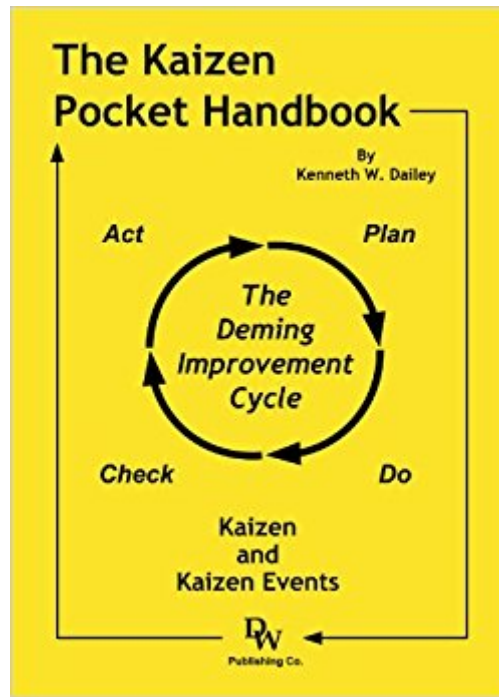 The Kaizen
Pocket Handbook
By
Kenneth W. Dailey
Act
Plan
The
Deming
Improvement
Cycle
Check
Do
Kaizen
and
Kaizen Events
DW
Publishing Co.